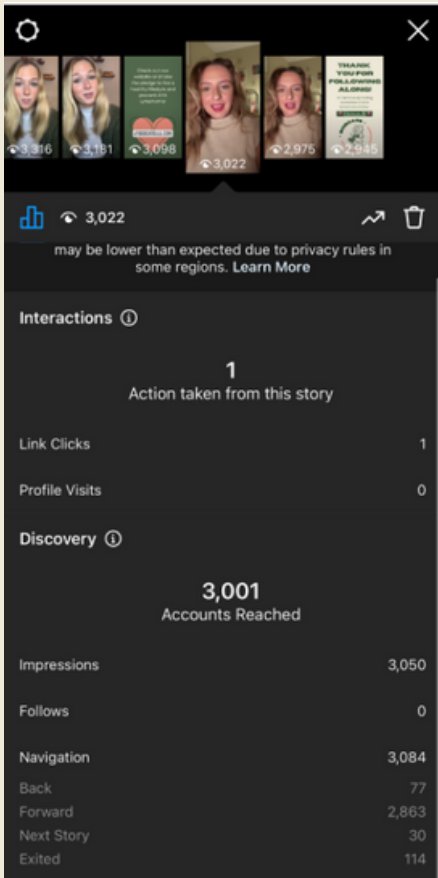 3,316
3,181
3,098
3,022
2,975
2,945
THANK
YOU FOR
FOLLOWING
ALONG!
3,022
may be lower than expected due to privacy rules in
some regions. Learn More
Interactions
1
Action taken from this story
Link Clicks
1
Profile Visits
0
Discovery
3,001
Accounts Reached
Impressions
3,050
Follows
0
Navigation
3,084
Back
77
Forward
2,863
Next Story
30
Exited
114